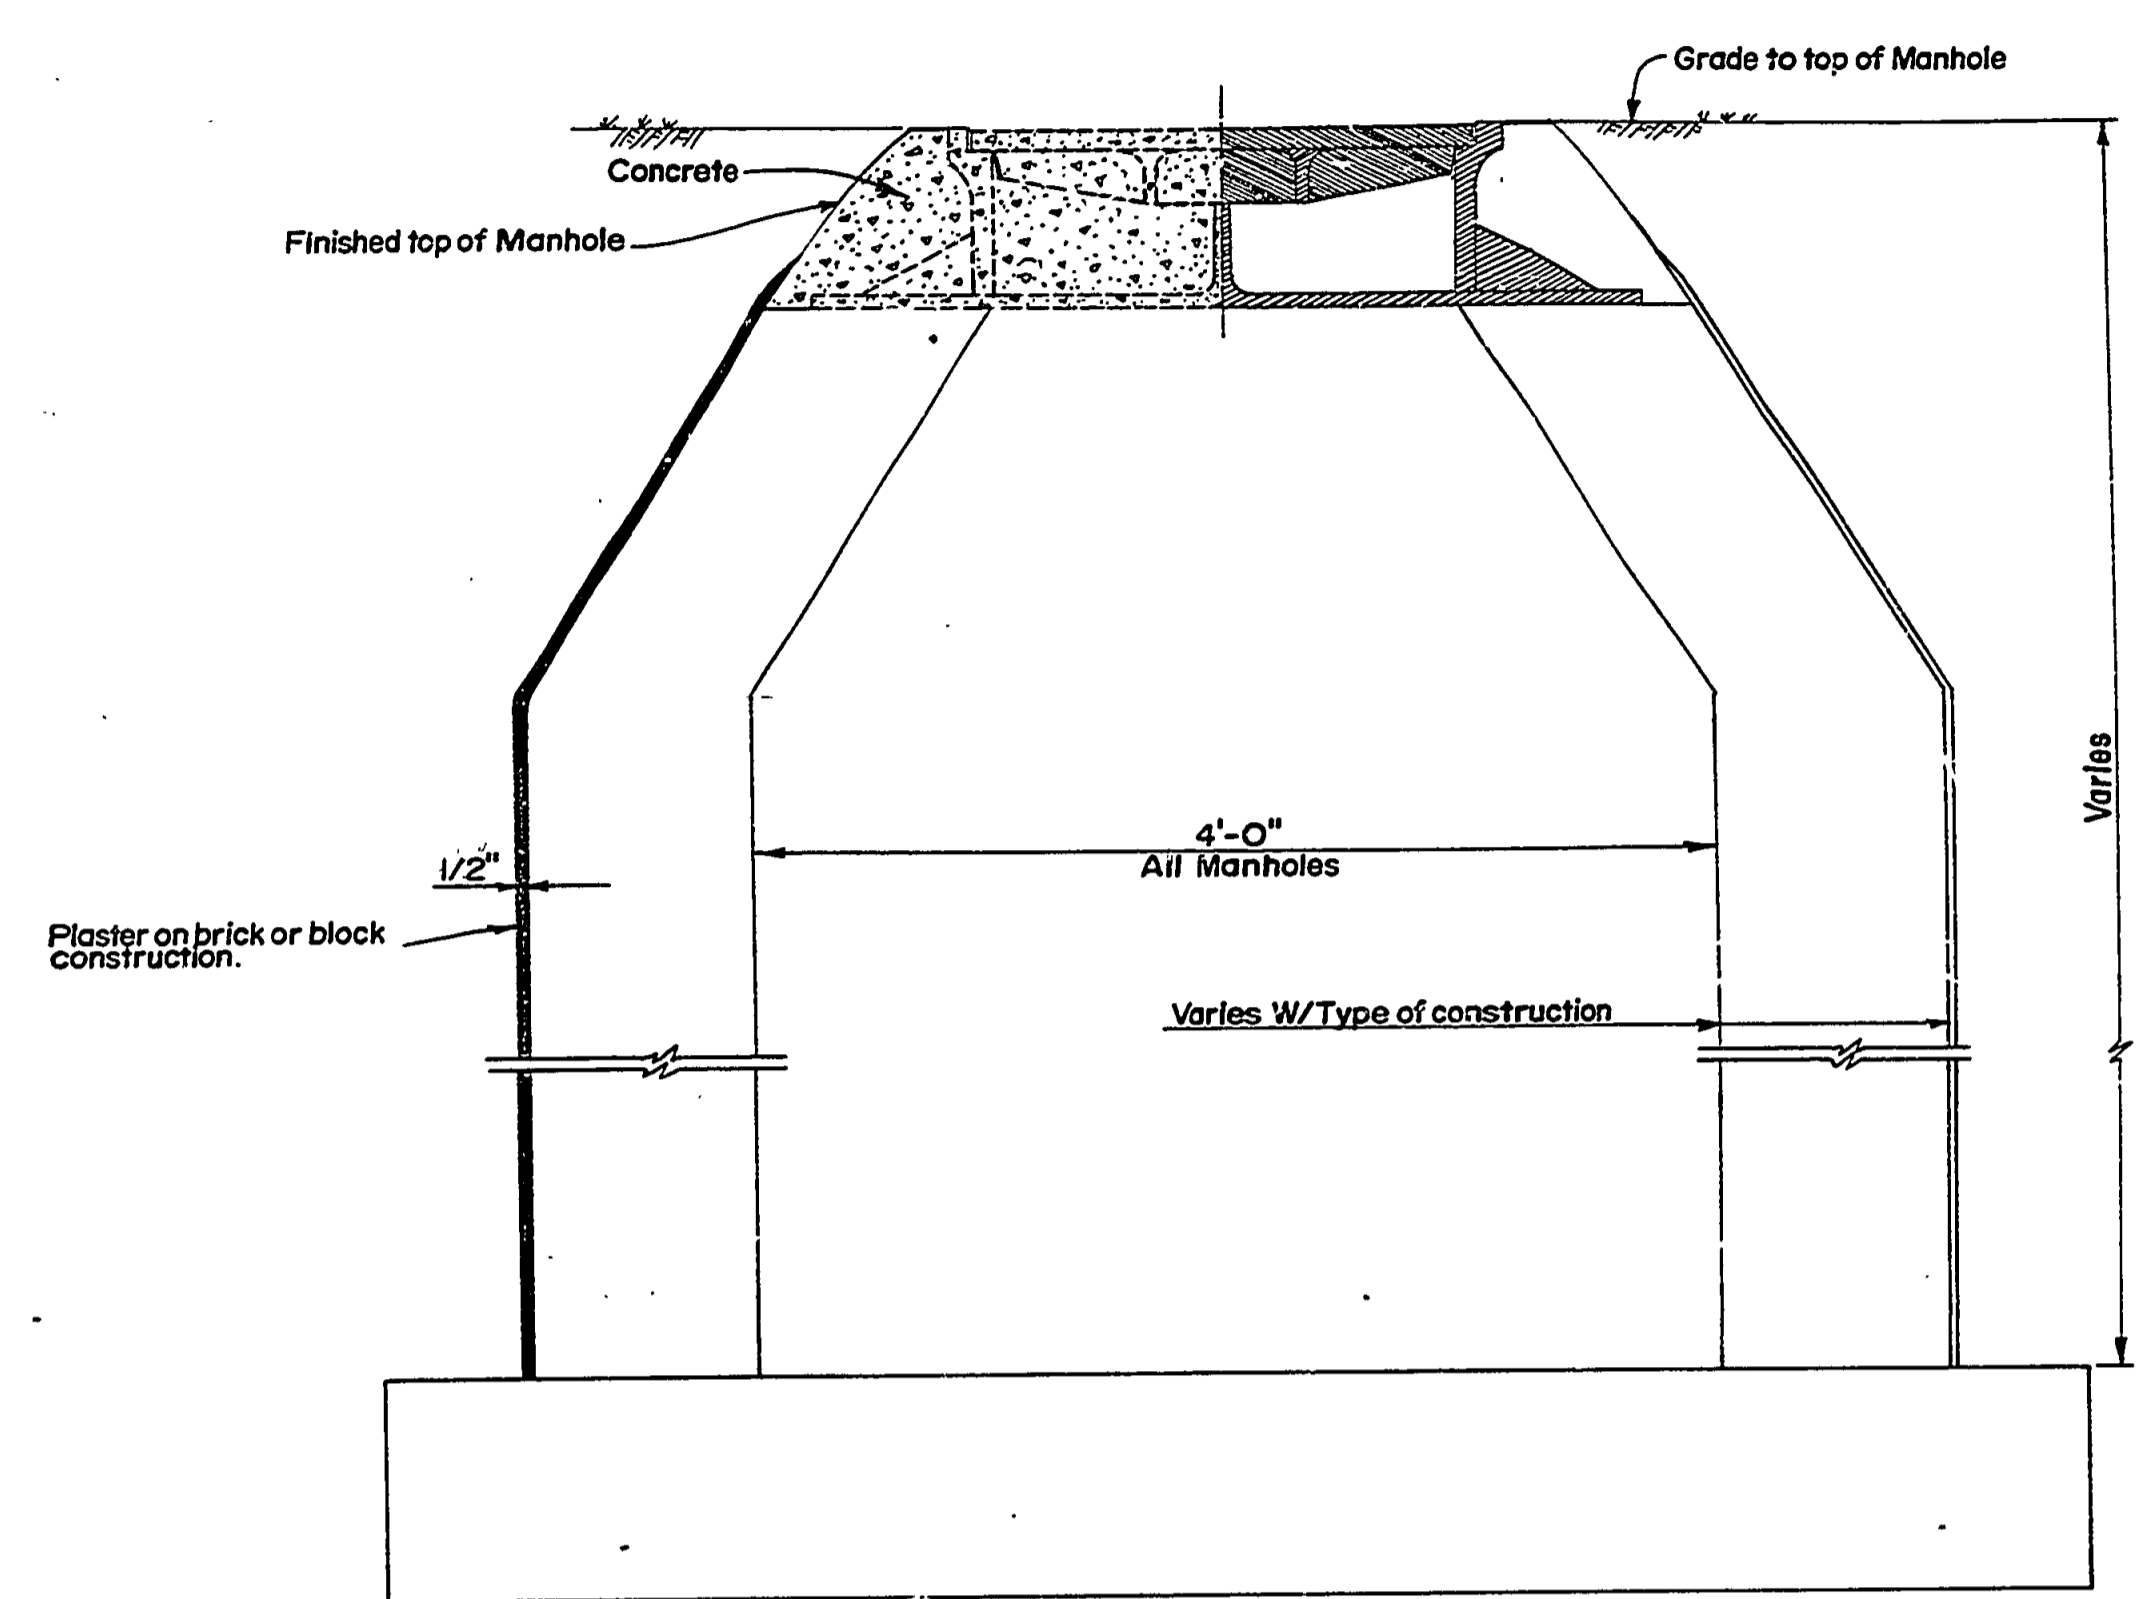 Grade to top of Manhole
Concrete
Finished top of Manhole
Varies
4'-0"
All Manholes
1/2"
Plaster on brick or block
construction.
Varies W/Type of construction